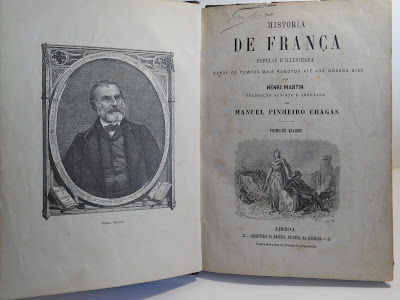 HISTORIA
DE FRANÇA
POPULAR E ILLUSTRADA
DESDE OS TEMPOS MAIS REMOTOS ATÉ AOS NOSSOS DIAS
POR
HENRI MARTIN
TRADUCÇÃO REVISTA E ANNOTADA
POR
MANUEL PINHEIRO CHAGAS
PRIMEIRO VOLUME
LISBOA